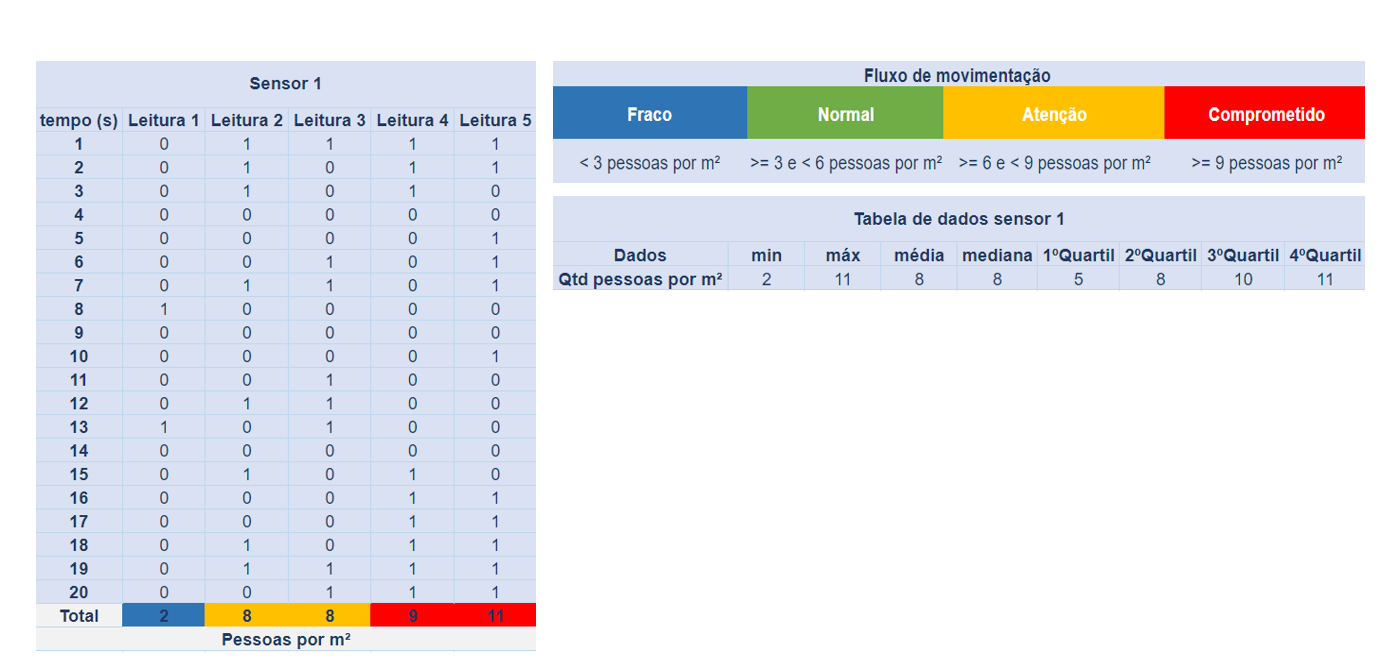 Sensor 1
tempo (s) Leitura 1 Leitura 2 Leitura 3 Leitura 4 Leitura 5
1 0 1 1 1 1
2 0 1 0 1 1
3 0 1 0 1 0
4 0 0 0 0 0
5 0 0 0 0 1
6 0 0 1 0 1
7 0 1 1 0 1
8 1 0 0 0 0
9 0 0 0 0 0
10 0 0 0 0 1
11 0 0 1 0 0
12 0 1 1 0 0
13 1 0 1 0 0
14 0 0 0 0 0
15 0 1 0 1 0
16 0 0 0 1 1
17 0 0 0 1 1
18 0 1 0 1 1
19 0 1 1 1 1
20 0 0 1 1 1
Total 2 8 8 9 11
Pessoas por m²
Fluxo de movimentação
Fraco Normal Atenção Comprometido
< 3 pessoas por m² >= 3 e < 6 pessoas por m² >= 6 e < 9 pessoas por m² >= 9 pessoas por m²
Tabela de dados sensor 1
Dados min máx média mediana 1ºQuartil 2ºQuartil 3ºQuartil 4ºQuartil
Qtd pessoas por m² 2 11 8 8 5 8 10 11